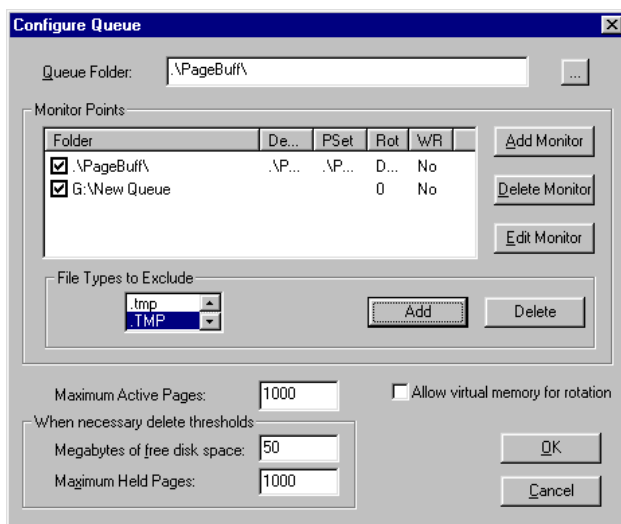 Configure Queue
Queue Folder: .\PageBuff\ ...
Monitor Points
Folder De... PSet Rot WR
.\PageBuff\ .\P... .\P... D... No
G:\New Queue 0 No
Add Monitor
Delete Monitor
Edit Monitor
File Types to Exclude
.tmp
.TMP
Add Delete
Maximum Active Pages: 1000
Allow virtual memory for rotation
When necessary delete thresholds
Megabytes of free disk space: 50
Maximum Held Pages: 1000
OK
Cancel